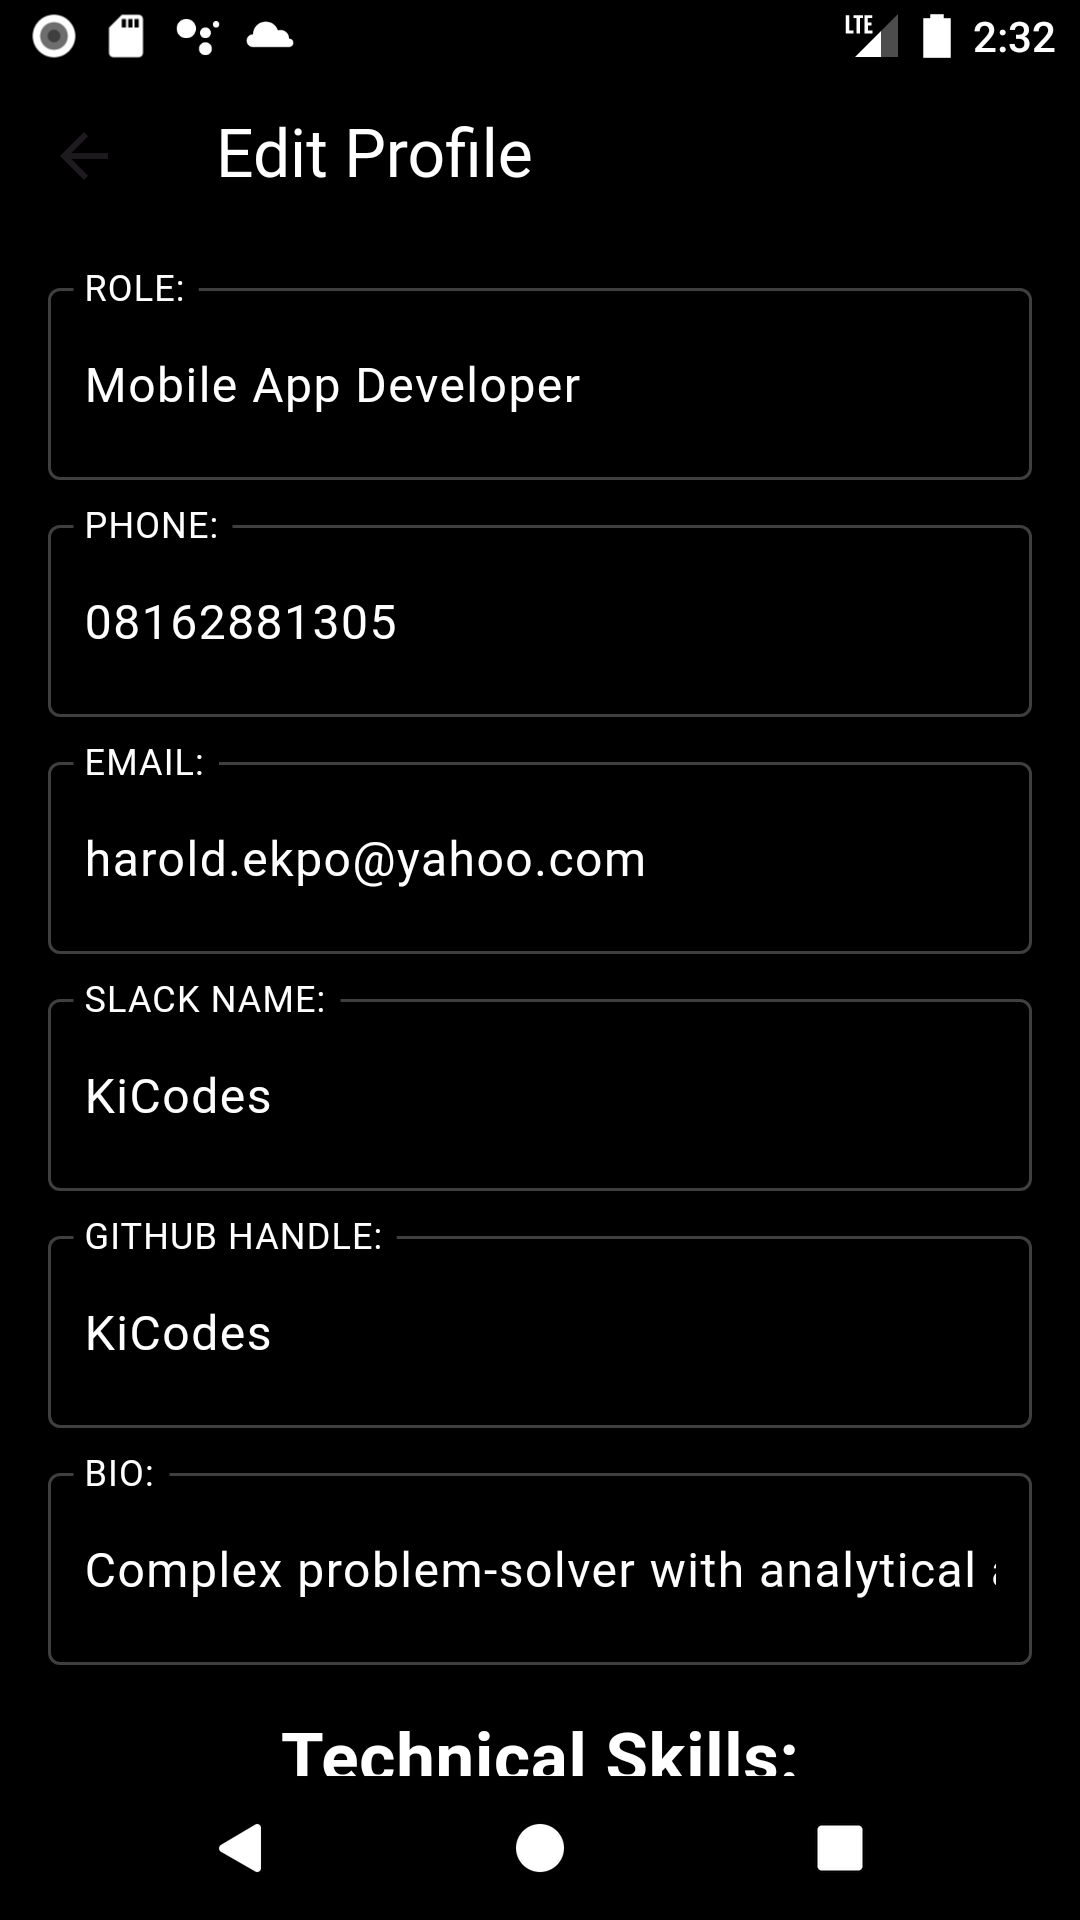 LTE 2:32
Edit Profile
ROLE:
Mobile App Developer
PHONE:
08162881305
EMAIL:
harold.ekpo@yahoo.com
SLACK NAME:
KiCodes
GITHUB HANDLE:
KiCodes
BIO:
Complex problem-solver with analytical
Technical Skills: